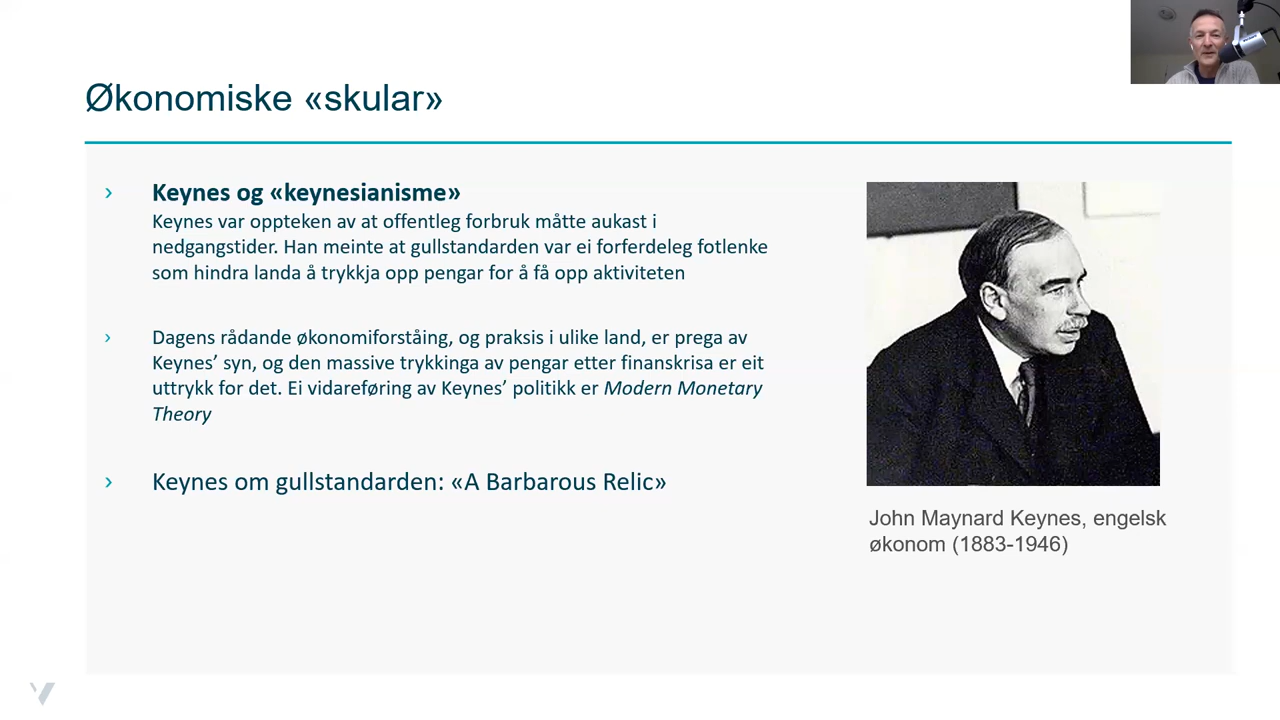 Økonomiske «skular»
Keynes og «keynesianisme»
Keynes var oppteken av at offentleg forbruk måtte aukast i
nedgangstider. Han meinte at gullstandarden var ei forferdeleg fotlenke
som hindra landa å trykkja opp pengar for å få opp aktiviteten
Dagens rådande økonomiforståing, og praksis i ulike land, er prega av
Keynes’ syn, og den massive trykkinga av pengar etter finanskrisa er eit
uttrykk for det. Ei vidareføring av Keynes’ politikk er Modern Monetary
Theory
Keynes om gullstandarden: «A Barbarous Relic»
John Maynard Keynes, engelsk
økonom (1883-1946)